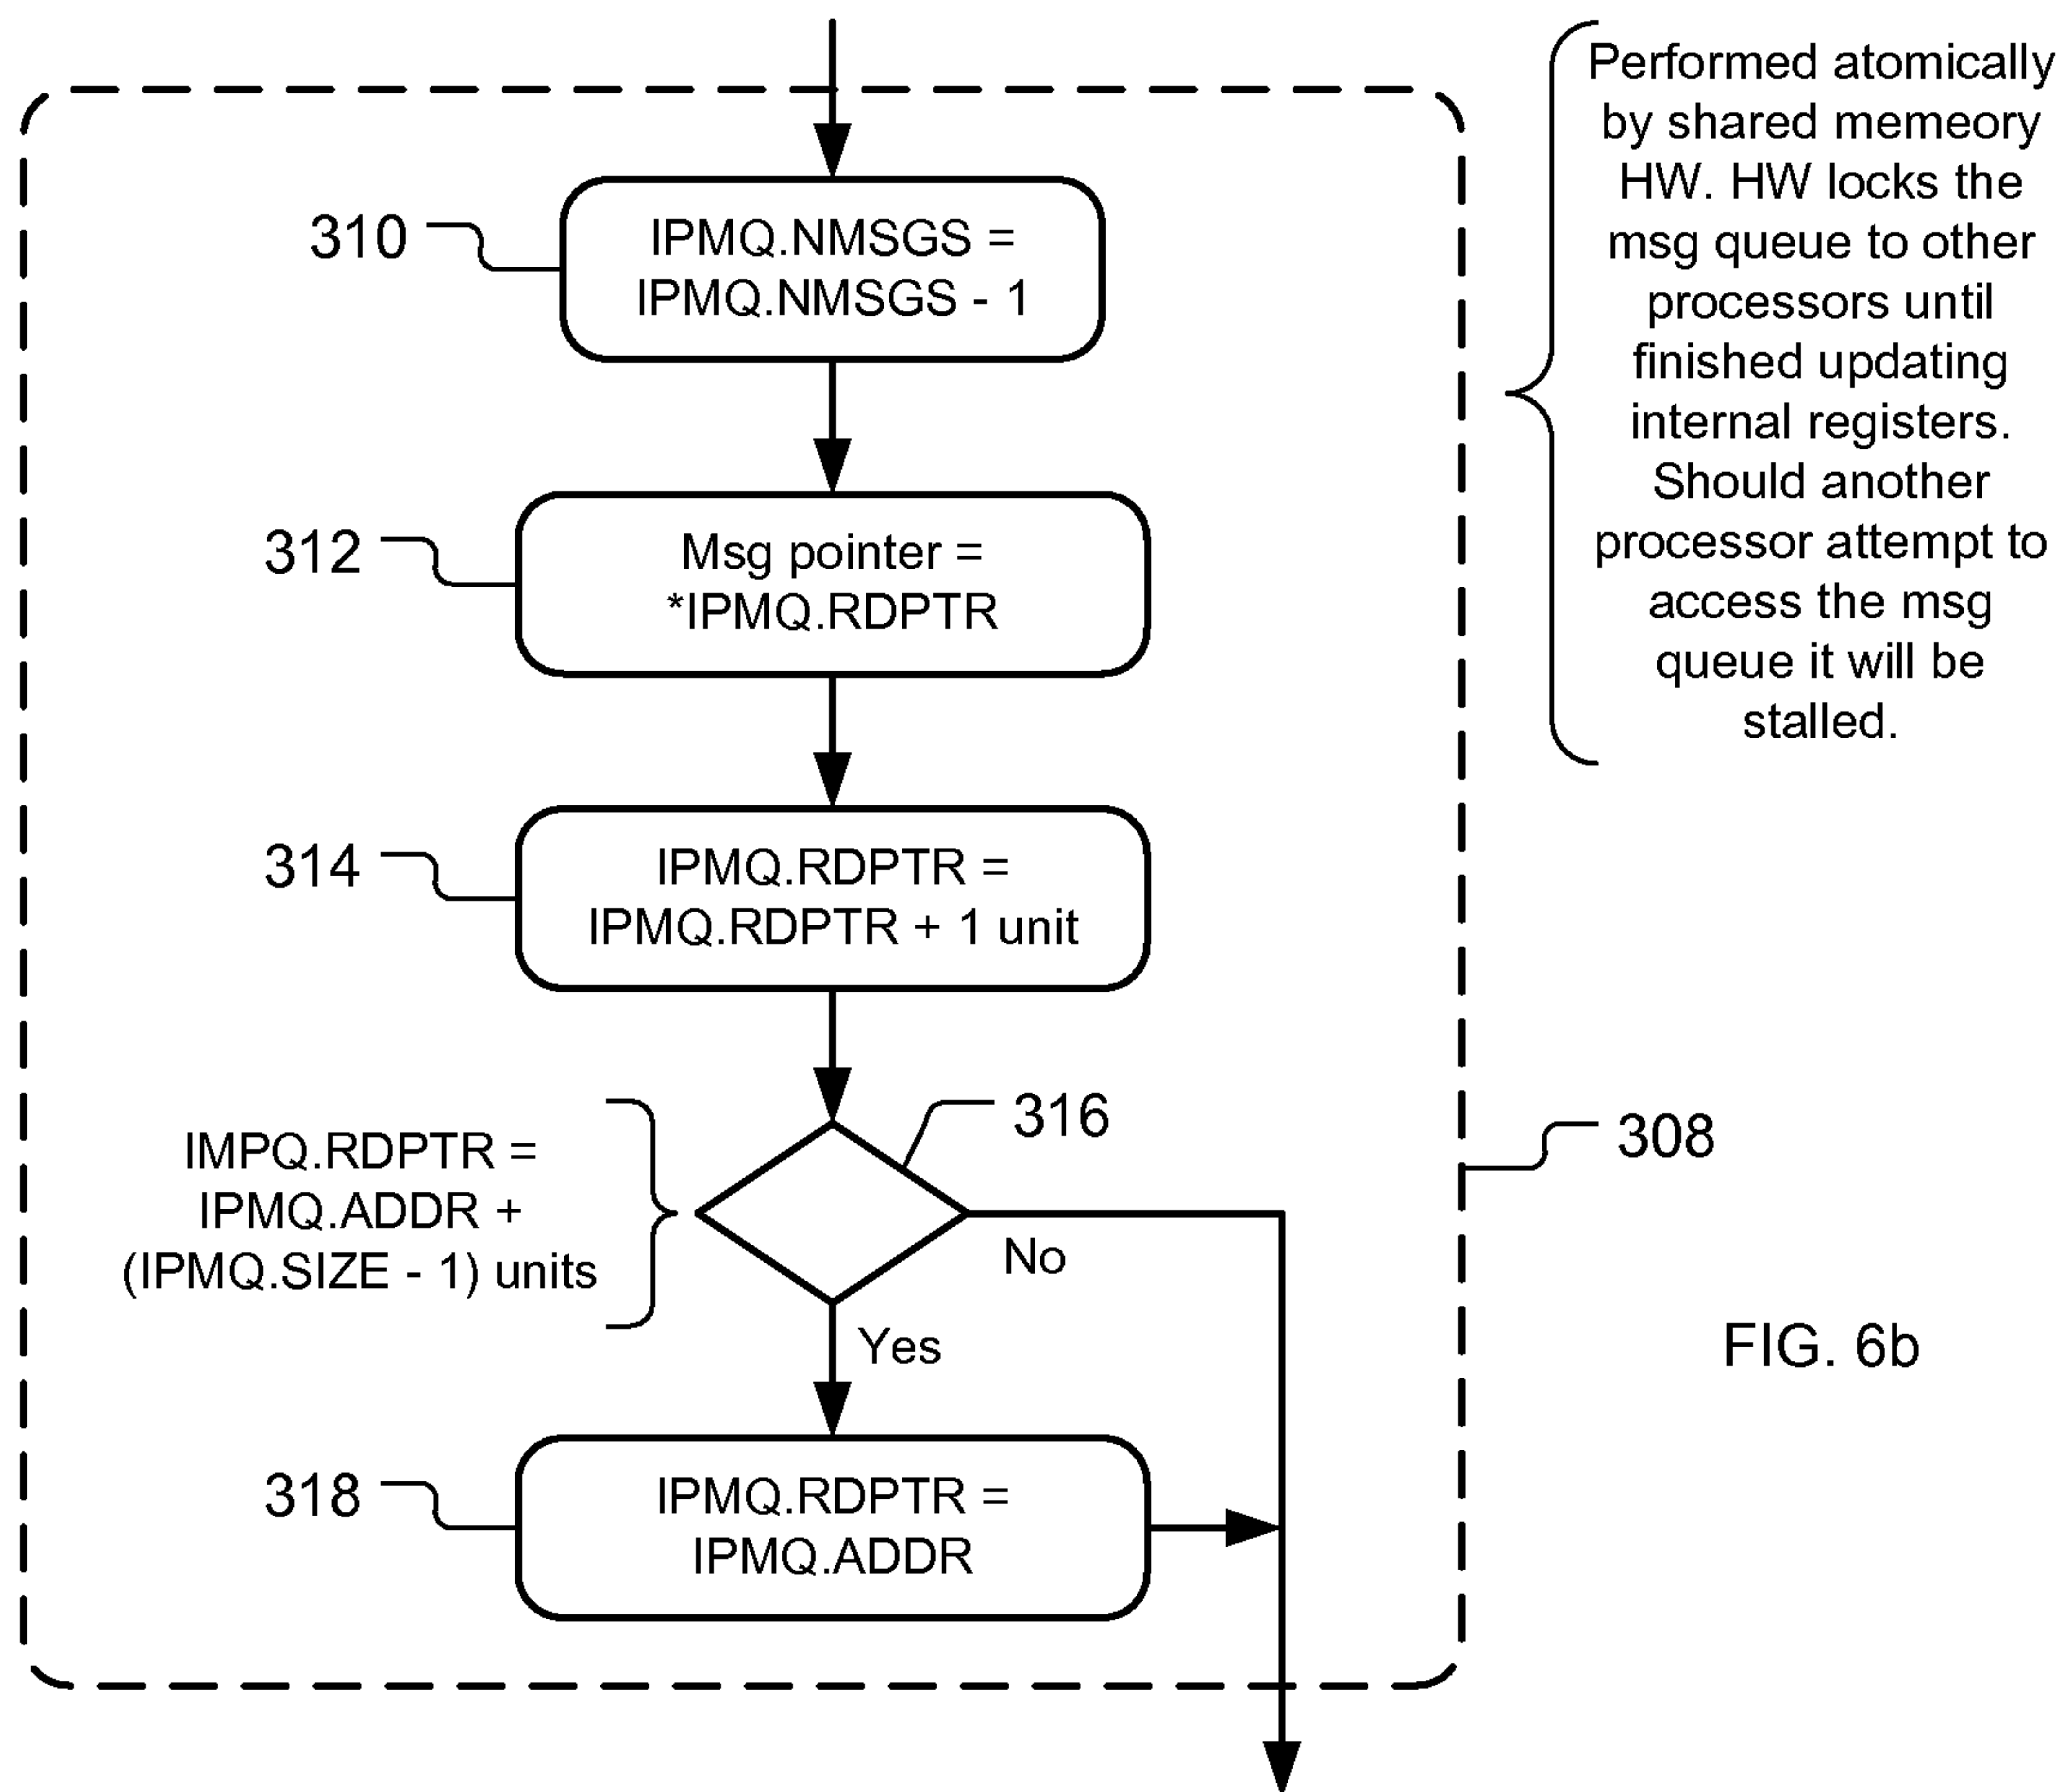 Performed atomically
by shared memeory
HW. HW locks the
msg queue to other
processors until
finished updating
internal registers.
Should another
processor attempt to
access the msg
queue it will be
stalled.
310
IPMQ.NMSGS =
IPMQ.NMSGS - 1
312
Msg pointer =
*IPMQ.RDPTR
314
IPMQ.RDPTR =
IPMQ.RDPTR + 1 unit
316
IMPQ.RDPTR =
IPMQ.ADDR +
(IPMQ.SIZE - 1) units
No
Yes
308
318
IPMQ.RDPTR =
IPMQ.ADDR
FIG. 6b